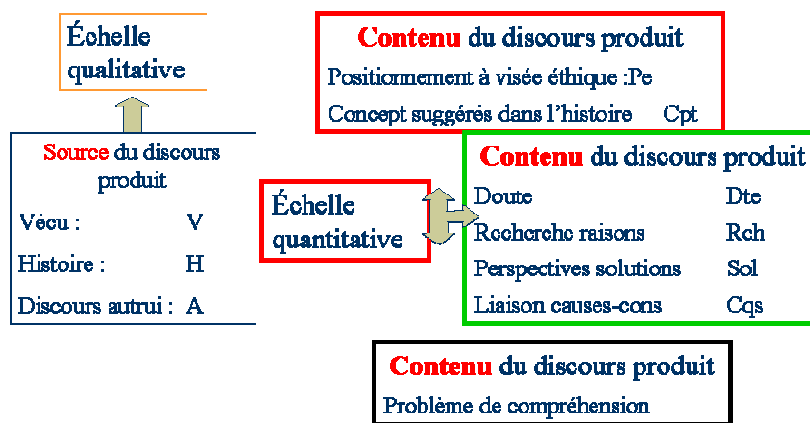 Échelle
qualitative
Source du discours
produit
Vécu : V
Histoire : H
Discours autrui : A
Échelle
quantitative
Contenu du discours produit
Positionnement à visée éthique :Pe
Concept suggérés dans l’histoire Cpt
Contenu du discours produit
Doute Dte
Recherche raisons Rch
Perspectives solutions Sol
Liaison causes-cons Cqs
Contenu du discours produit
Problème de compréhension